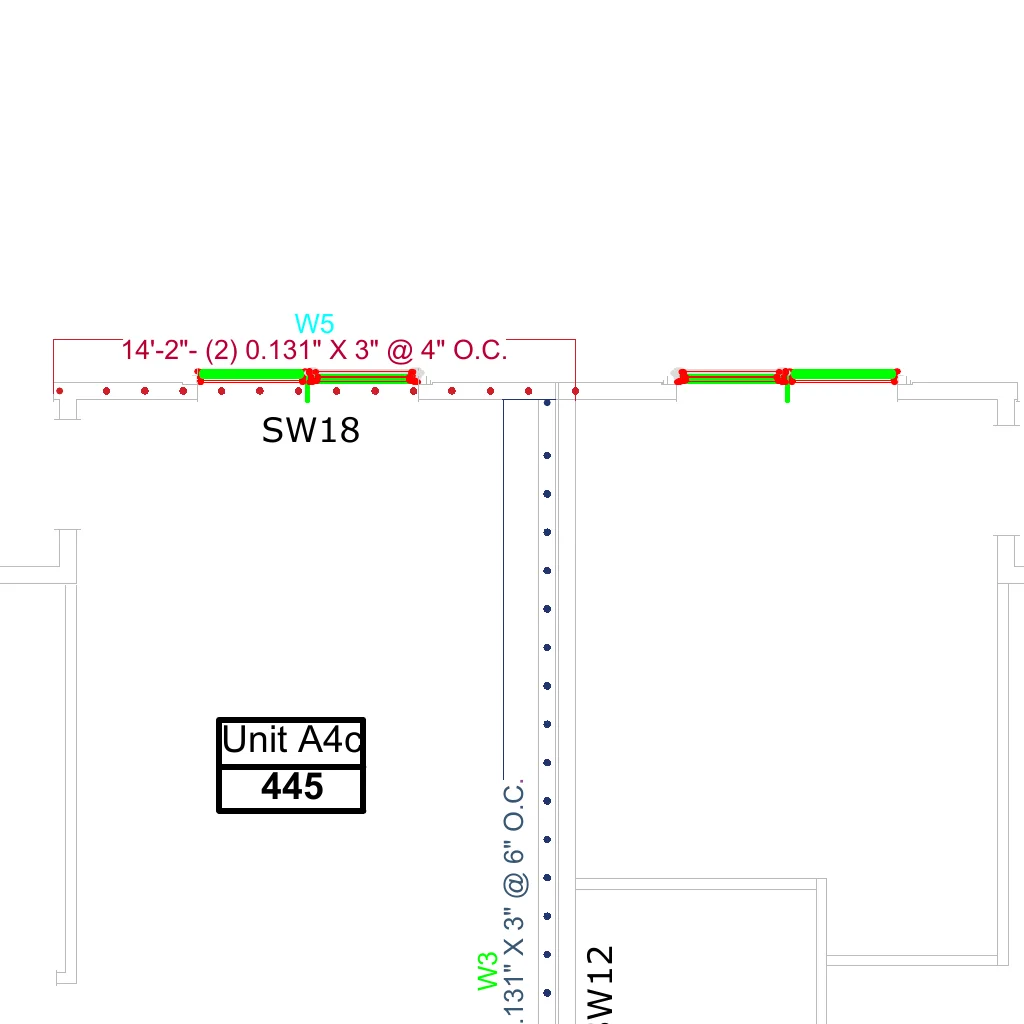 W5
14'-2"- (2) 0.131" X 3" @ 4" O.C.
SW18
Unit A4c
445
W3
.131" X 3" @ 6" O.C.
SW12